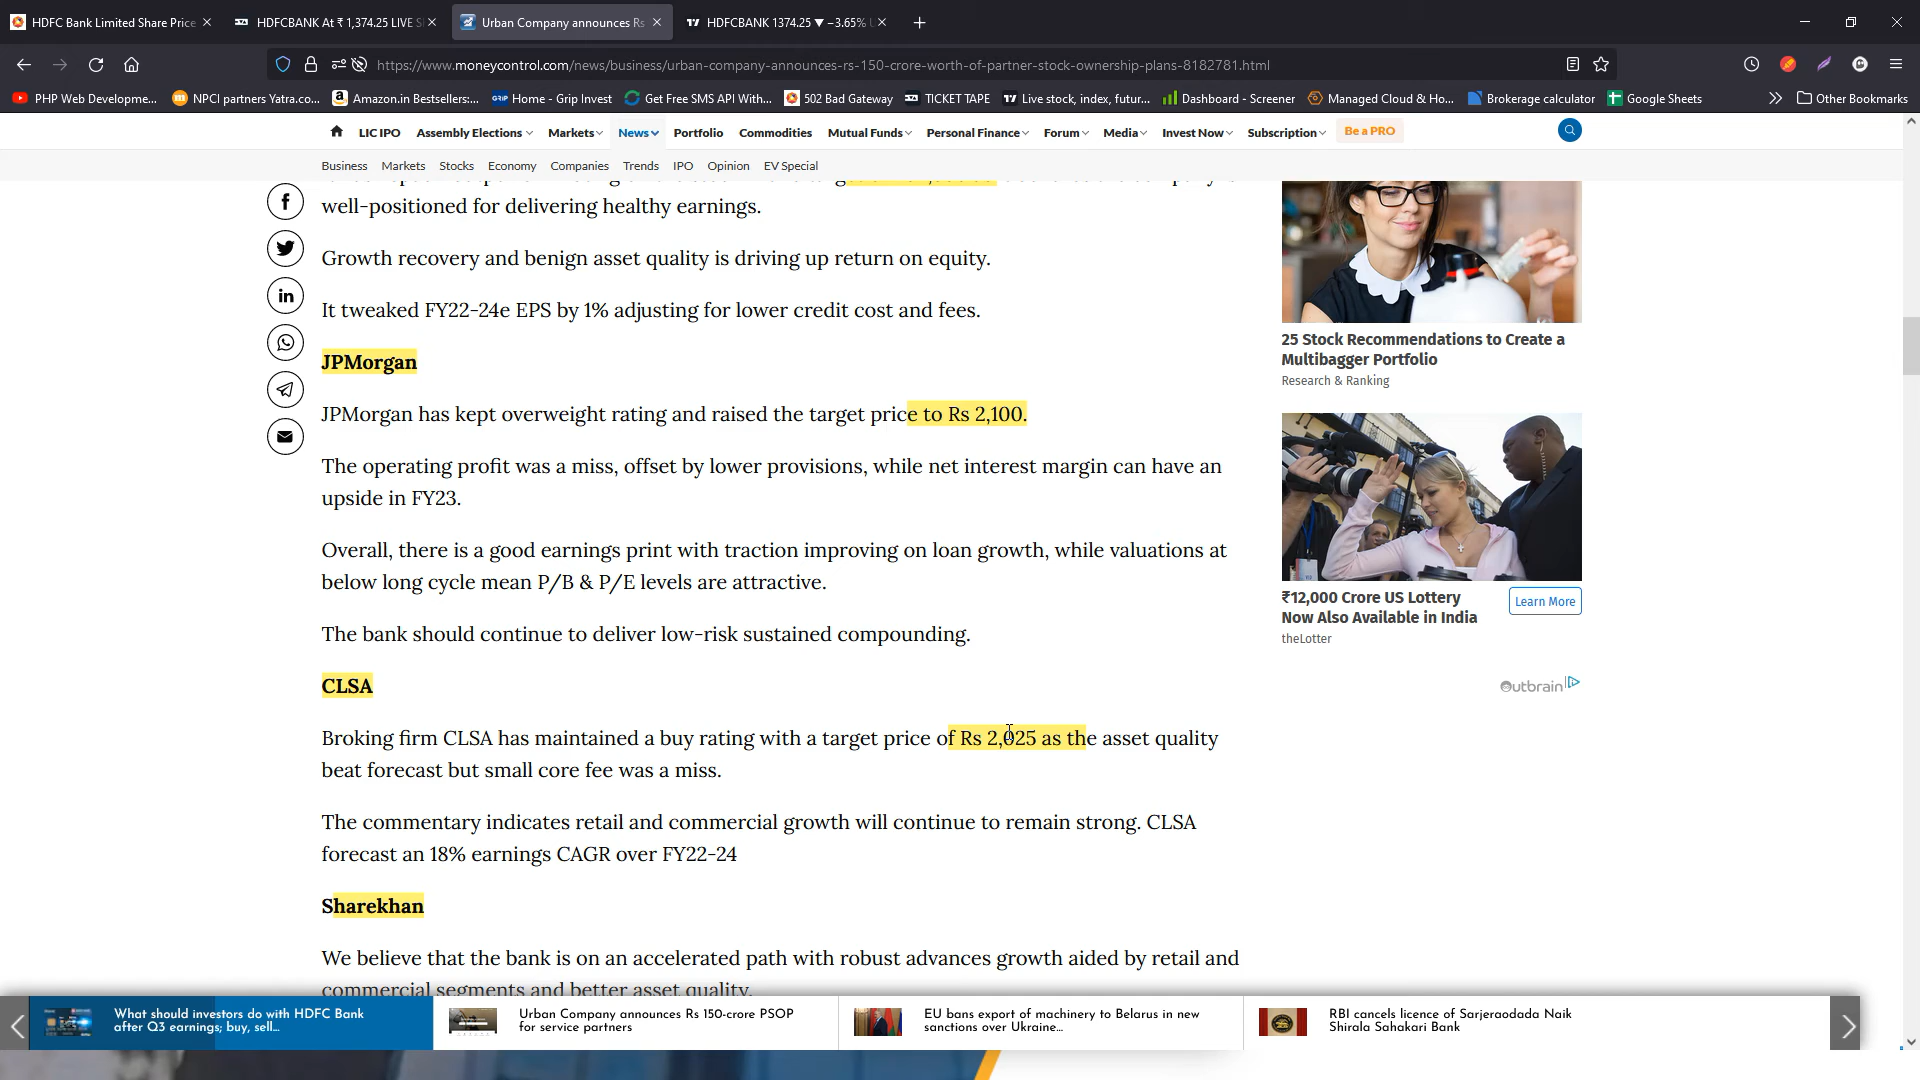 HDFC Bank Limited Share Price
HDFCBANK At ₹ 1,374.25 LIVE S
Urban Company announces Rs
HDFCBANK 1374.25 ▼ −3.65%
https://www.moneycontrol.com/news/business/urban-company-announces-rs-150-crore-worth-of-partner-stock-ownership-plans-8182781.html
PHP Web Developme...
NPCI partners Yatra.co...
Amazon.in Bestsellers:...
Home - Grip Invest
Get Free SMS API With...
502 Bad Gateway
TICKET TAPE
Live stock, index, futur...
Dashboard - Screener
Managed Cloud & Ho...
Brokerage calculator
Google Sheets
Other Bookmarks
LIC IPO
Assembly Elections
Markets
News
Portfolio
Commodities
Mutual Funds
Personal Finance
Forum
Media
Invest Now
Subscription
Be a PRO
Business
Markets
Stocks
Economy
Companies
Trends
IPO
Opinion
EV Special
well-positioned for delivering healthy earnings.
Growth recovery and benign asset quality is driving up return on equity.
It tweaked FY22-24e EPS by 1% adjusting for lower credit cost and fees.
JPMorgan
JPMorgan has kept overweight rating and raised the target price to Rs 2,100.
The operating profit was a miss, offset by lower provisions, while net interest margin can have an
upside in FY23.
Overall, there is a good earnings print with traction improving on loan growth, while valuations at
below long cycle mean P/B & P/E levels are attractive.
The bank should continue to deliver low-risk sustained compounding.
CLSA
Broking firm CLSA has maintained a buy rating with a target price of Rs 2,025 as the asset quality
beat forecast but small core fee was a miss.
The commentary indicates retail and commercial growth will continue to remain strong. CLSA
forecast an 18% earnings CAGR over FY22-24
Sharekhan
We believe that the bank is on an accelerated path with robust advances growth aided by retail and
commercial segments and better asset quality.
25 Stock Recommendations to Create a
Multibagger Portfolio
Research & Ranking
₹12,000 Crore US Lottery
Now Also Available in India
theLotter
Learn More
Outbrain
What should investors do with HDFC Bank
after Q3 earnings; buy, sell...
Urban Company announces Rs 150-crore PSOP
for service partners
EU bans export of machinery to Belarus in new
sanctions over Ukraine...
RBI cancels licence of Sarjeraodada Naik
Shirala Sahakari Bank